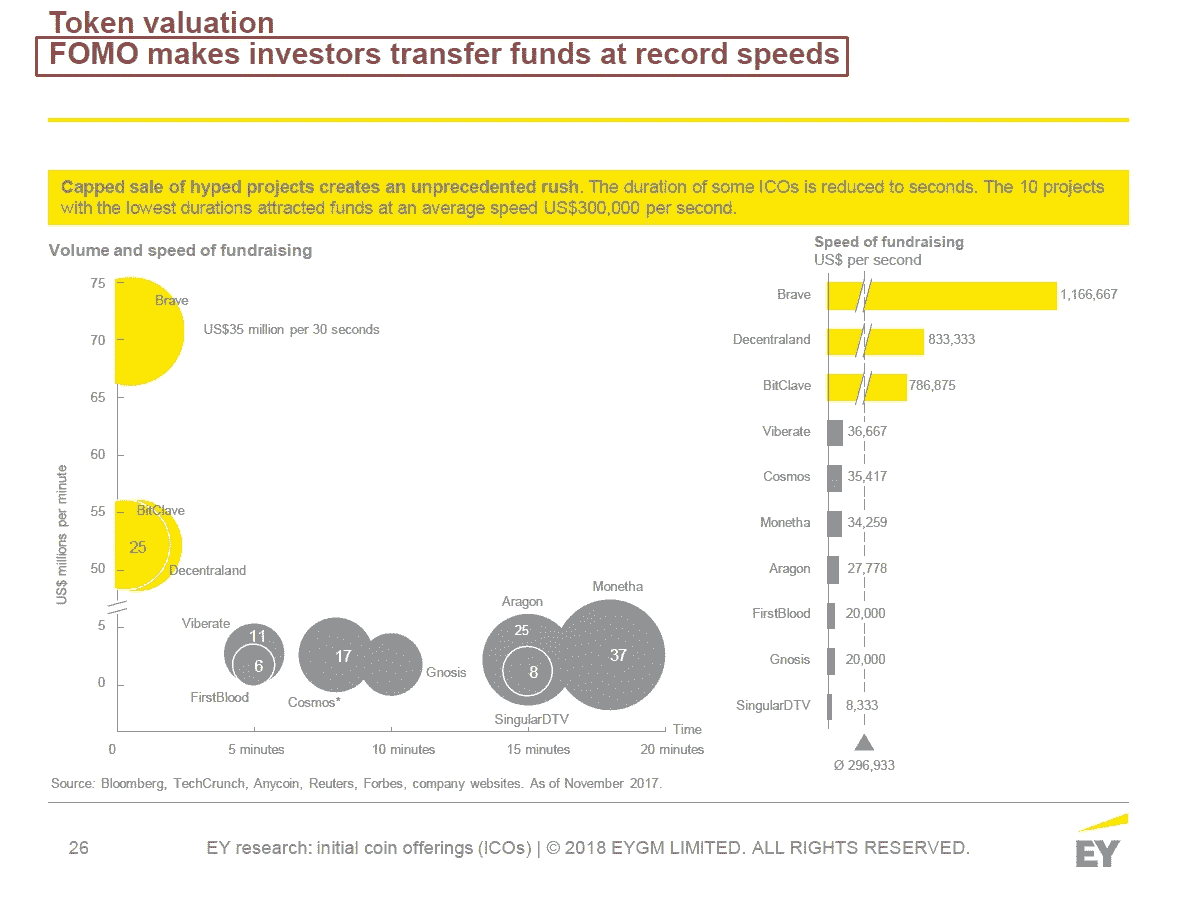 Token valuation
FOMO makes investors transfer funds at record speeds
Capped sale of hyped projects creates an unprecedented rush. The duration of some ICOs is reduced to seconds. The 10 projects
with the lowest durations attracted funds at an average speed US$300,000 per second.
Volume and speed of fundraising
US$ millions per minute
75
70
65
60
55
50
5
0
Brave
US$35 million per 30 seconds
BitClave
25
Decentraland
Viberate
11
6
FirstBlood
17
Cosmos*
Gnosis
Aragon
25
8
SingularDTV
Monetha
37
Time
0
5 minutes
10 minutes
15 minutes
20 minutes
Speed of fundraising
US$ per second
Brave 1,166,667
Decentraland 833,333
BitClave 786,875
Viberate 36,667
Cosmos 35,417
Monetha 34,259
Aragon 27,778
FirstBlood 20,000
Gnosis 20,000
SingularDTV 8,333
Ø 296,933
Source: Bloomberg, TechCrunch, Anycoin, Reuters, Forbes, company websites. As of November 2017.
26
EY research: initial coin offerings (ICOs) | © 2018 EYGM LIMITED. ALL RIGHTS RESERVED.
EY